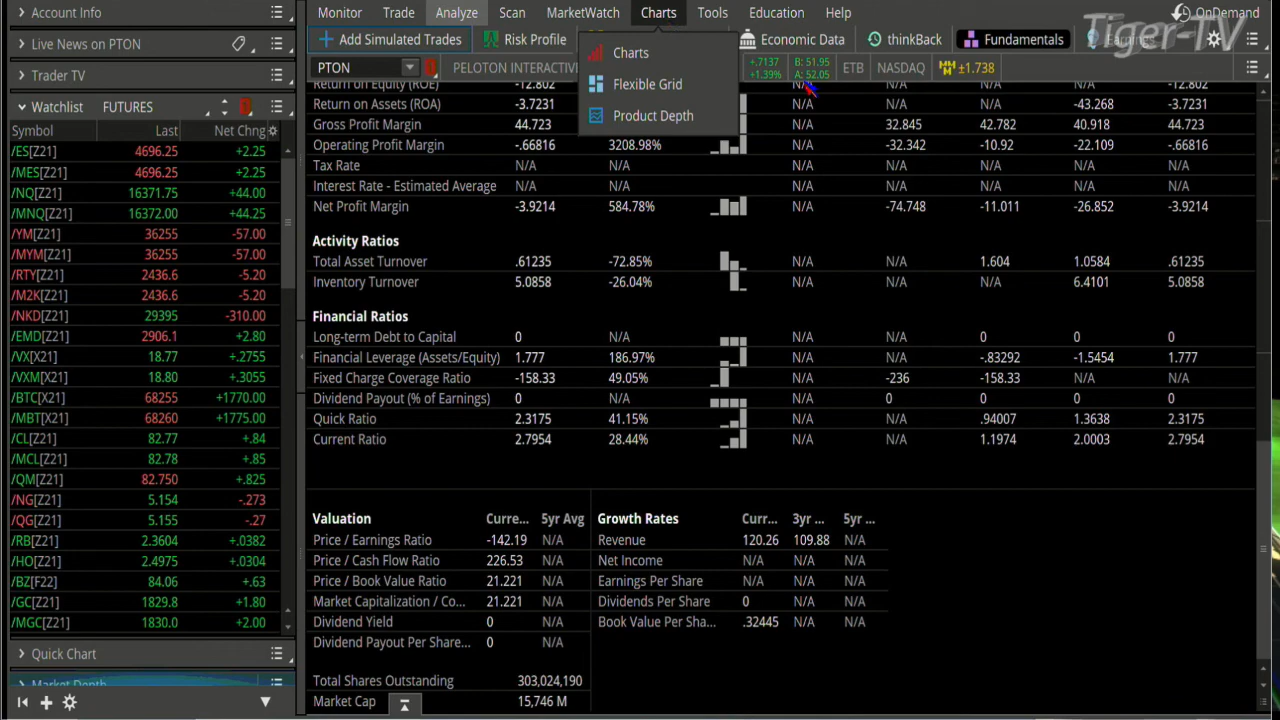 Account Info
Live News on PTON
Trader TV
Watchlist FUTURES
Symbol Last Net Chng
/ES[Z21] 4696.25 +2.25
/MES[Z21] 4696.25 +2.25
/NQ[Z21] 16371.75 +44.00
/MNQ[Z21] 16372.00 +44.25
/YM[Z21] 36255 -57.00
/MYM[Z21] 36255 -57.00
/RTY[Z21] 2436.6 -5.20
/M2K[Z21] 2436.6 -5.20
/NKD[Z21] 29395 -310.00
/EMD[Z21] 2906.1 +2.80
/VX[X21] 18.77 +.2755
/VXM[X21] 18.80 +.3055
/BTC[X21] 68255 +1770.00
/MBT[X21] 68260 +1775.00
/CL[Z21] 82.77 +.84
/MCL[Z21] 82.78 +.85
/QM[Z21] 82.750 +.825
/NG[Z21] 5.154 -.273
/QG[Z21] 5.155 -.27
/RB[Z21] 2.3604 +.0382
/HO[Z21] 2.4975 +.0304
/BZ[F22] 84.06 +.63
/GC[Z21] 1829.8 +1.80
/MGC[Z21] 1830.0 +2.00
Quick Chart
Market Depth
Monitor Trade Analyze Scan MarketWatch Charts Tools Education Help OnDemand
Tiger-TV
Add Simulated Trades Risk Profile Economic Data thinkBack Fundamentals Earnings
Charts
Flexible Grid
Product Depth
PTON PELOTON INTERACTIV +.7137 +1.39% B: 51.95 A: 52.05 ETB NASDAQ ±1.738
Return on Equity (ROE) -12.802 N/A N/A N/A -12.802
Return on Assets (ROA) -3.7231 N/A N/A N/A -43.268 -3.7231
Gross Profit Margin 44.723 N/A 32.845 42.782 40.918 44.723
Operating Profit Margin -.66816 3208.98% N/A -32.342 -10.92 -22.109 -.66816
Tax Rate N/A N/A N/A N/A N/A N/A N/A
Interest Rate - Estimated Average N/A N/A N/A N/A N/A N/A N/A
Net Profit Margin -3.9214 584.78% N/A -74.748 -11.011 -26.852 -3.9214
Activity Ratios
Total Asset Turnover .61235 -72.85% N/A N/A 1.604 1.0584 .61235
Inventory Turnover 5.0858 -26.04% N/A N/A N/A 6.4101 5.0858
Financial Ratios
Long-term Debt to Capital 0 N/A N/A N/A 0 0 0
Financial Leverage (Assets/Equity) 1.777 186.97% N/A N/A -.83292 -1.5454 1.777
Fixed Charge Coverage Ratio -158.33 49.05% N/A -236 -158.33 N/A N/A
Dividend Payout (% of Earnings) 0 N/A N/A 0 0 0 0
Quick Ratio 2.3175 41.15% N/A N/A .94007 1.3638 2.3175
Current Ratio 2.7954 28.44% N/A N/A 1.1974 2.0003 2.7954
Valuation Curre... 5yr Avg
Price / Earnings Ratio -142.19 N/A
Price / Cash Flow Ratio 226.53 N/A
Price / Book Value Ratio 21.221 N/A
Market Capitalization / Co... 21.221 N/A
Dividend Yield 0 N/A
Dividend Payout Per Share... 0 N/A
Total Shares Outstanding 303,024,190
Market Cap 15,746 M
Growth Rates Curr... 3yr ... 5yr ...
Revenue 120.26 109.88 N/A
Net Income N/A N/A N/A
Earnings Per Share N/A N/A N/A
Dividends Per Share 0 N/A N/A
Book Value Per Sha... .32445 N/A N/A